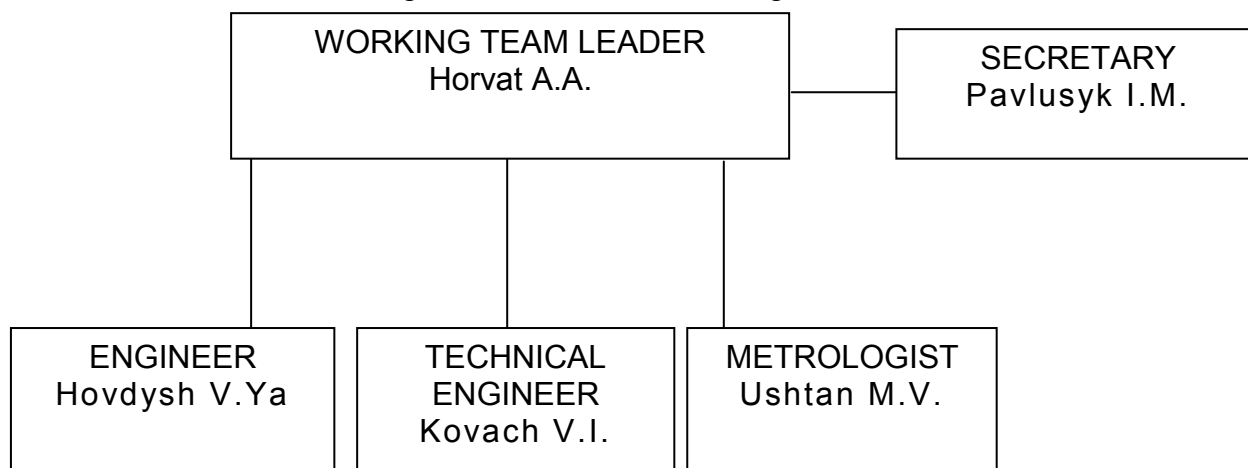 WORKING TEAM LEADER
Horvat A.A.
SECRETARY
Pavlusyk I.M.
ENGINEER
Hovdysh V.Ya
TECHNICAL
ENGINEER
Kovach V.I.
METROLOGIST
Ushtan M.V.